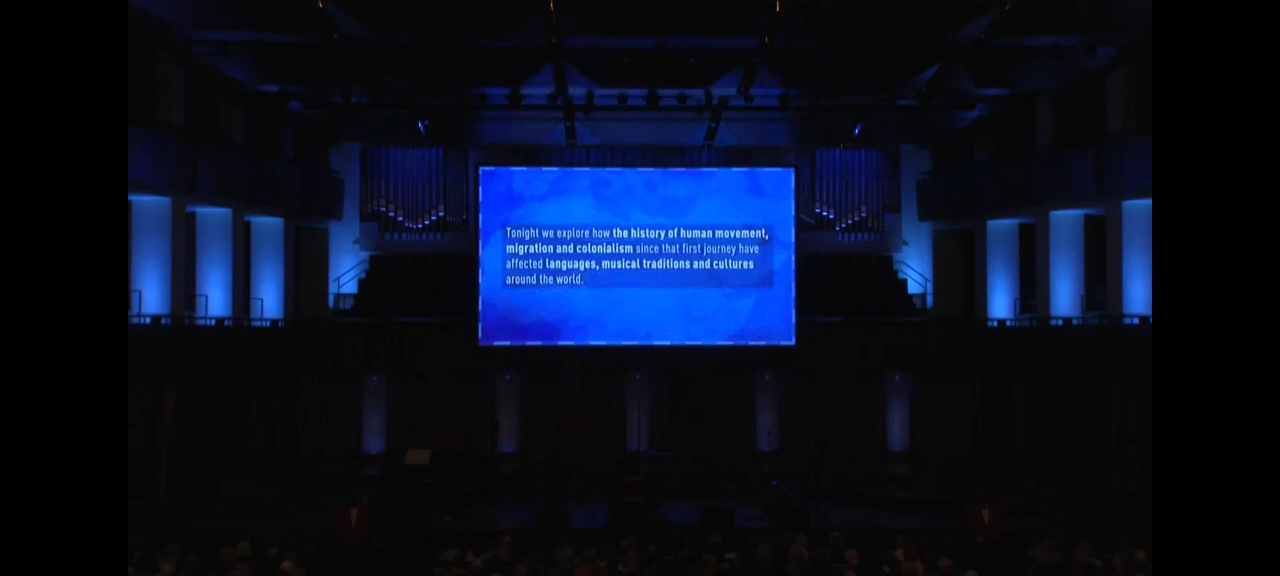 Tonight we explore how the history of human movement,
migration and colonialism since that first journey have
affected languages, musical traditions and cultures
around the world.